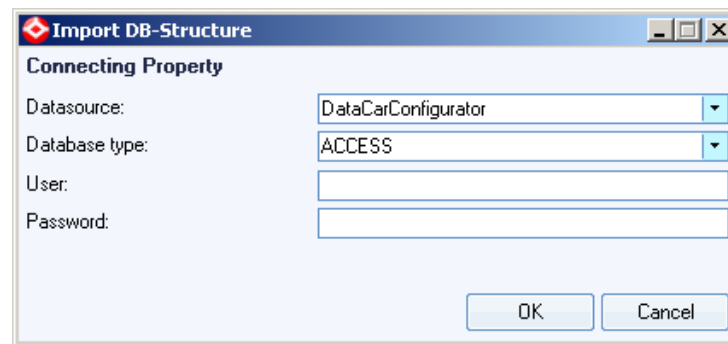 Import DB-Structure
Connecting Property
Datasource: DataCarConfigurator
Database type: ACCESS
User:
Password:
OK Cancel